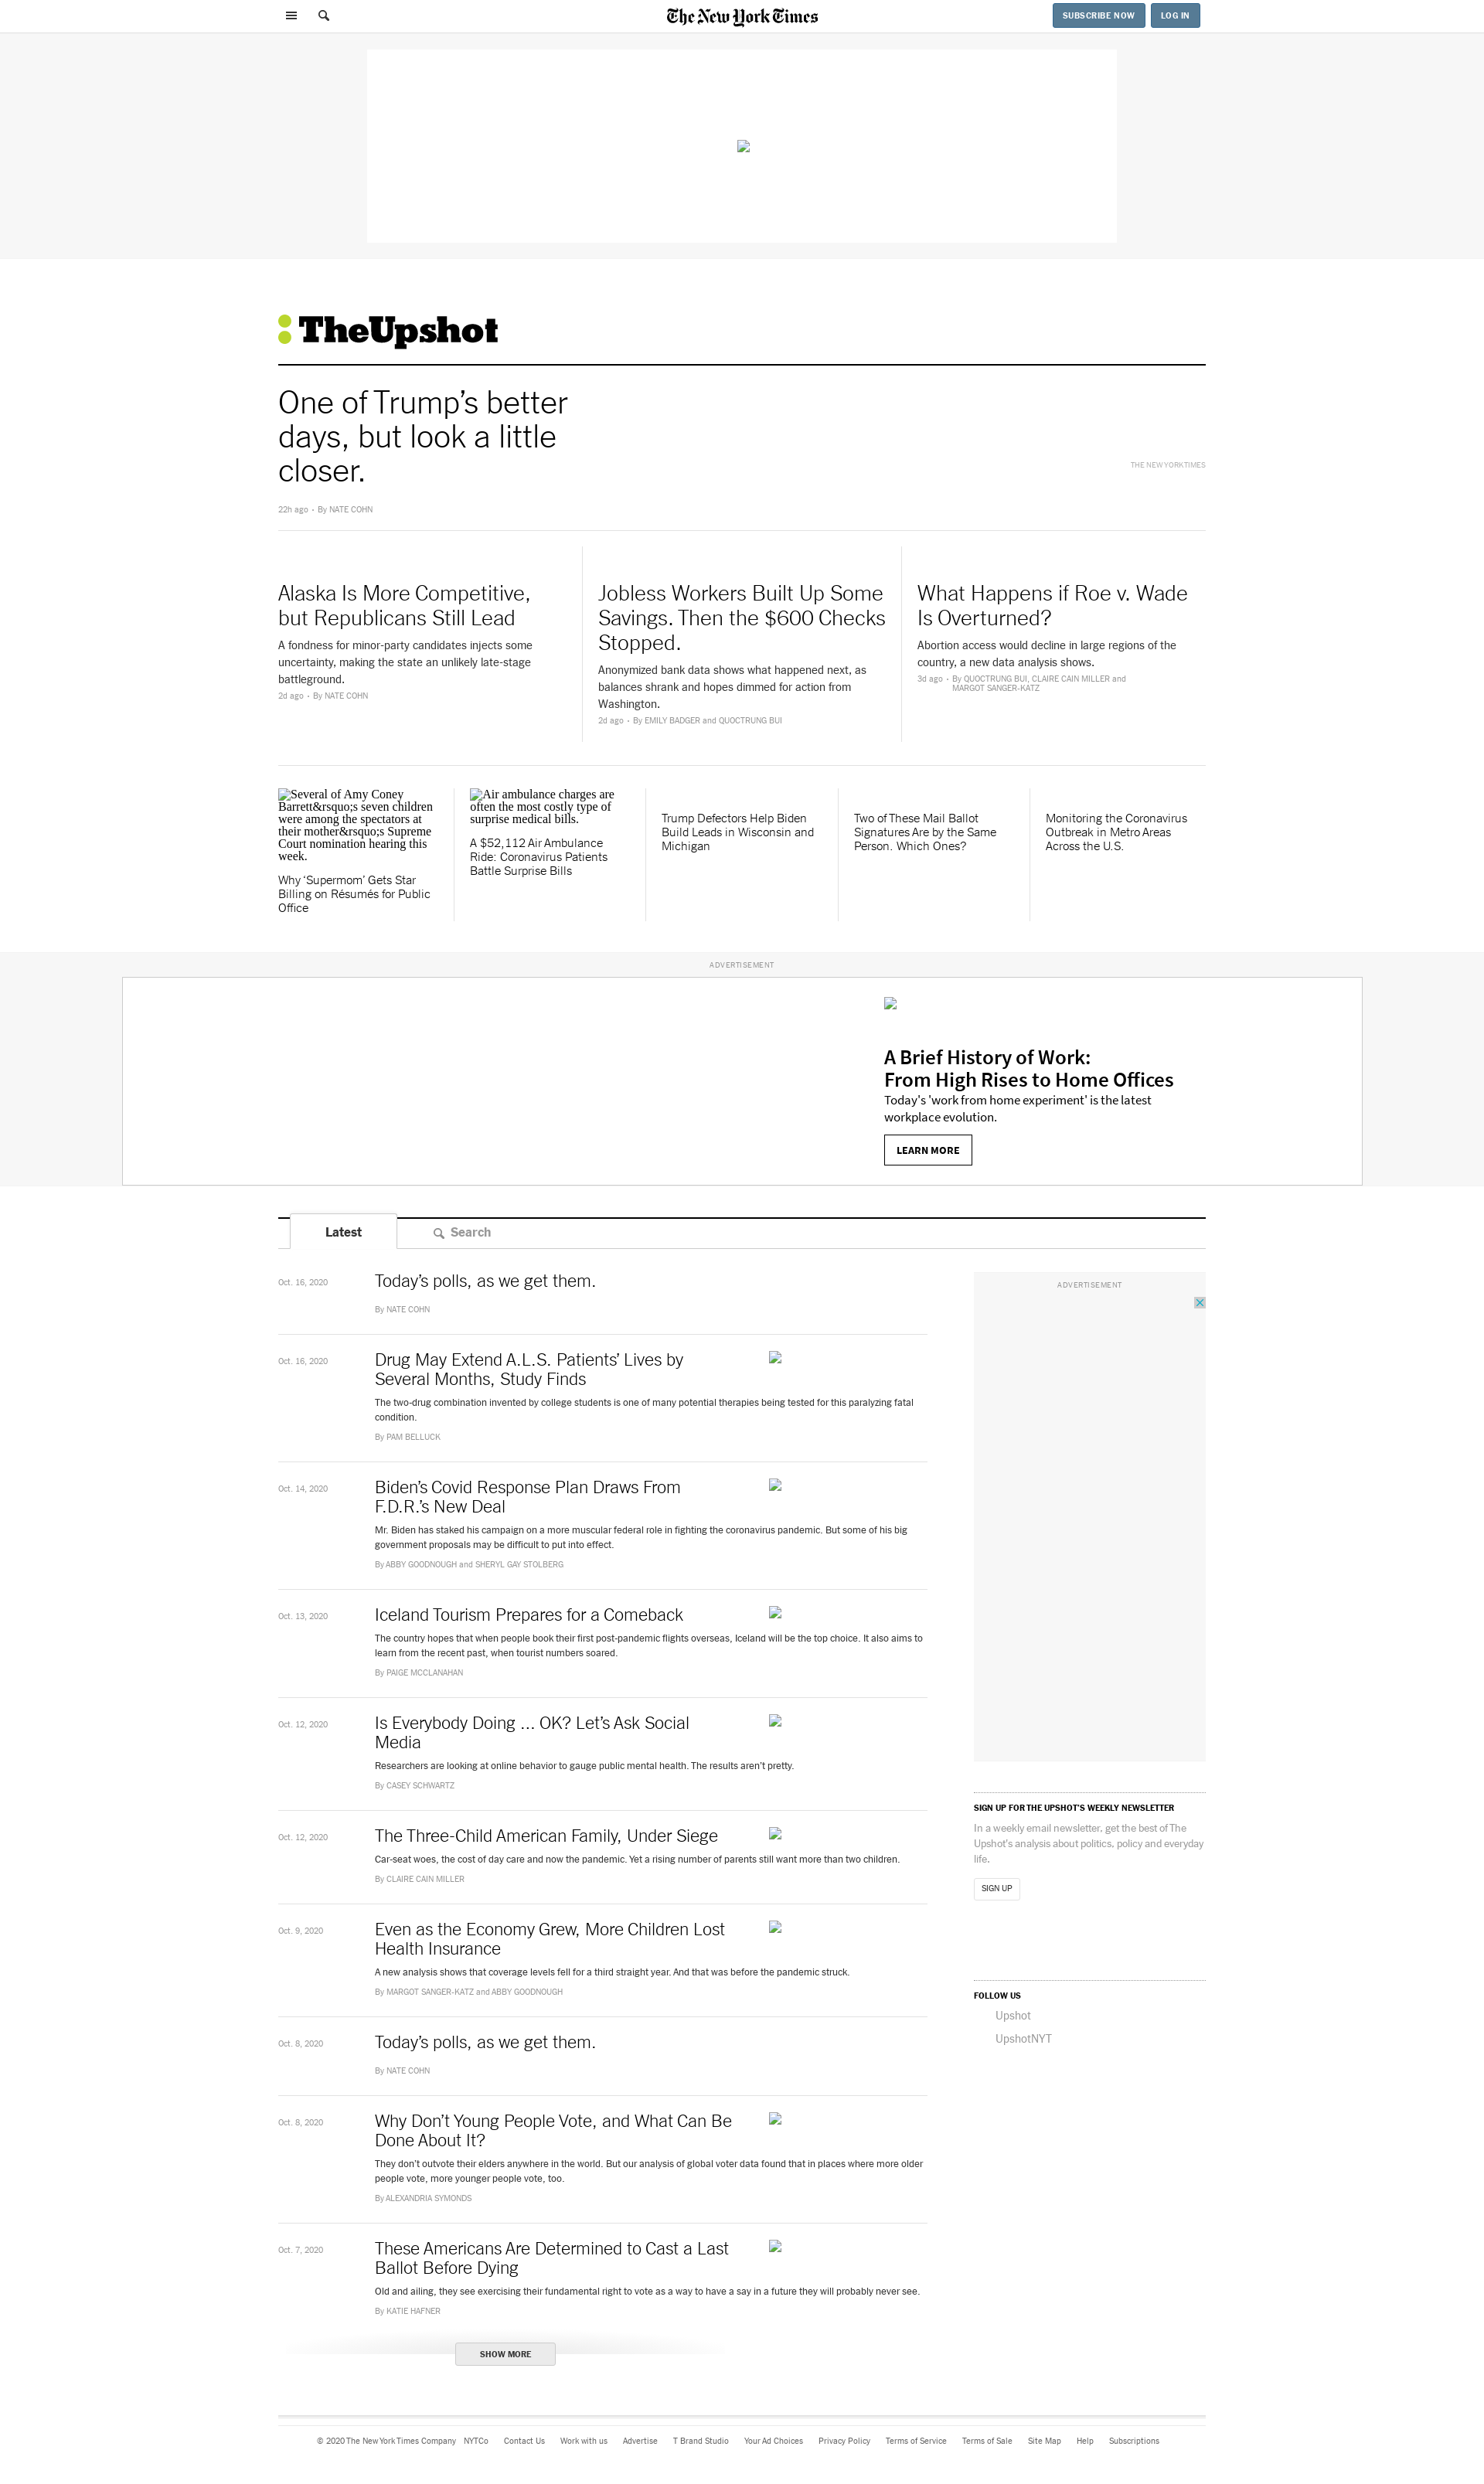 The New York Times
SUBSCRIBE NOW
LOG IN
TheUpshot
One of Trump’s better
days, but look a little
closer.
THE NEW YORK TIMES
22h ago • By NATE COHN
Alaska Is More Competitive,
but Republicans Still Lead
A fondness for minor-party candidates injects some
uncertainty, making the state an unlikely late-stage
battleground.
2d ago • By NATE COHN
Jobless Workers Built Up Some
Savings. Then the $600 Checks
Stopped.
Anonymized bank data shows what happened next, as
balances shrank and hopes dimmed for action from
Washington.
2d ago • By EMILY BADGER and QUOCTRUNG BUI
What Happens if Roe v. Wade
Is Overturned?
Abortion access would decline in large regions of the
country, a new data analysis shows.
3d ago • By QUOCTRUNG BUI, CLAIRE CAIN MILLER and
MARGOT SANGER-KATZ
Several of Amy Coney
Barrett&rsquo;s seven children
were among the spectators at
their mother&rsquo;s Supreme
Court nomination hearing this
week.
Why ‘Supermom’ Gets Star
Billing on Résumés for Public
Office
Air ambulance charges are
often the most costly type of
surprise medical bills.
A $52,112 Air Ambulance
Ride: Coronavirus Patients
Battle Surprise Bills
Trump Defectors Help Biden
Build Leads in Wisconsin and
Michigan
Two of These Mail Ballot
Signatures Are by the Same
Person. Which Ones?
Monitoring the Coronavirus
Outbreak in Metro Areas
Across the U.S.
ADVERTISEMENT
A Brief History of Work:
From High Rises to Home Offices
Today's 'work from home experiment' is the latest
workplace evolution.
LEARN MORE
Latest
Search
Oct. 16, 2020
Today’s polls, as we get them.
By NATE COHN
Oct. 16, 2020
Drug May Extend A.L.S. Patients’ Lives by
Several Months, Study Finds
The two-drug combination invented by college students is one of many potential therapies being tested for this paralyzing fatal
condition.
By PAM BELLUCK
Oct. 14, 2020
Biden’s Covid Response Plan Draws From
F.D.R.’s New Deal
Mr. Biden has staked his campaign on a more muscular federal role in fighting the coronavirus pandemic. But some of his big
government proposals may be difficult to put into effect.
By ABBY GOODNOUGH and SHERYL GAY STOLBERG
Oct. 13, 2020
Iceland Tourism Prepares for a Comeback
The country hopes that when people book their first post-pandemic flights overseas, Iceland will be the top choice. It also aims to
learn from the recent past, when tourist numbers soared.
By PAIGE MCCLANAHAN
Oct. 12, 2020
Is Everybody Doing ... OK? Let’s Ask Social
Media
Researchers are looking at online behavior to gauge public mental health. The results aren’t pretty.
By CASEY SCHWARTZ
Oct. 12, 2020
The Three-Child American Family, Under Siege
Car-seat woes, the cost of day care and now the pandemic. Yet a rising number of parents still want more than two children.
By CLAIRE CAIN MILLER
Oct. 9, 2020
Even as the Economy Grew, More Children Lost
Health Insurance
A new analysis shows that coverage levels fell for a third straight year. And that was before the pandemic struck.
By MARGOT SANGER-KATZ and ABBY GOODNOUGH
Oct. 8, 2020
Today’s polls, as we get them.
By NATE COHN
Oct. 8, 2020
Why Don’t Young People Vote, and What Can Be
Done About It?
They don’t outvote their elders anywhere in the world. But our analysis of global voter data found that in places where more older
people vote, more younger people vote, too.
By ALEXANDRIA SYMONDS
Oct. 7, 2020
These Americans Are Determined to Cast a Last
Ballot Before Dying
Old and ailing, they see exercising their fundamental right to vote as a way to have a say in a future they will probably never see.
By KATIE HAFNER
SHOW MORE
ADVERTISEMENT
SIGN UP FOR THE UPSHOT’S WEEKLY NEWSLETTER
In a weekly email newsletter, get the best of The
Upshot’s analysis about politics, policy and everyday
life.
SIGN UP
FOLLOW US
Upshot
UpshotNYT
© 2020 The New York Times Company NYTCo Contact Us Work with us Advertise T Brand Studio Your Ad Choices Privacy Policy Terms of Service Terms of Sale Site Map Help Subscriptions